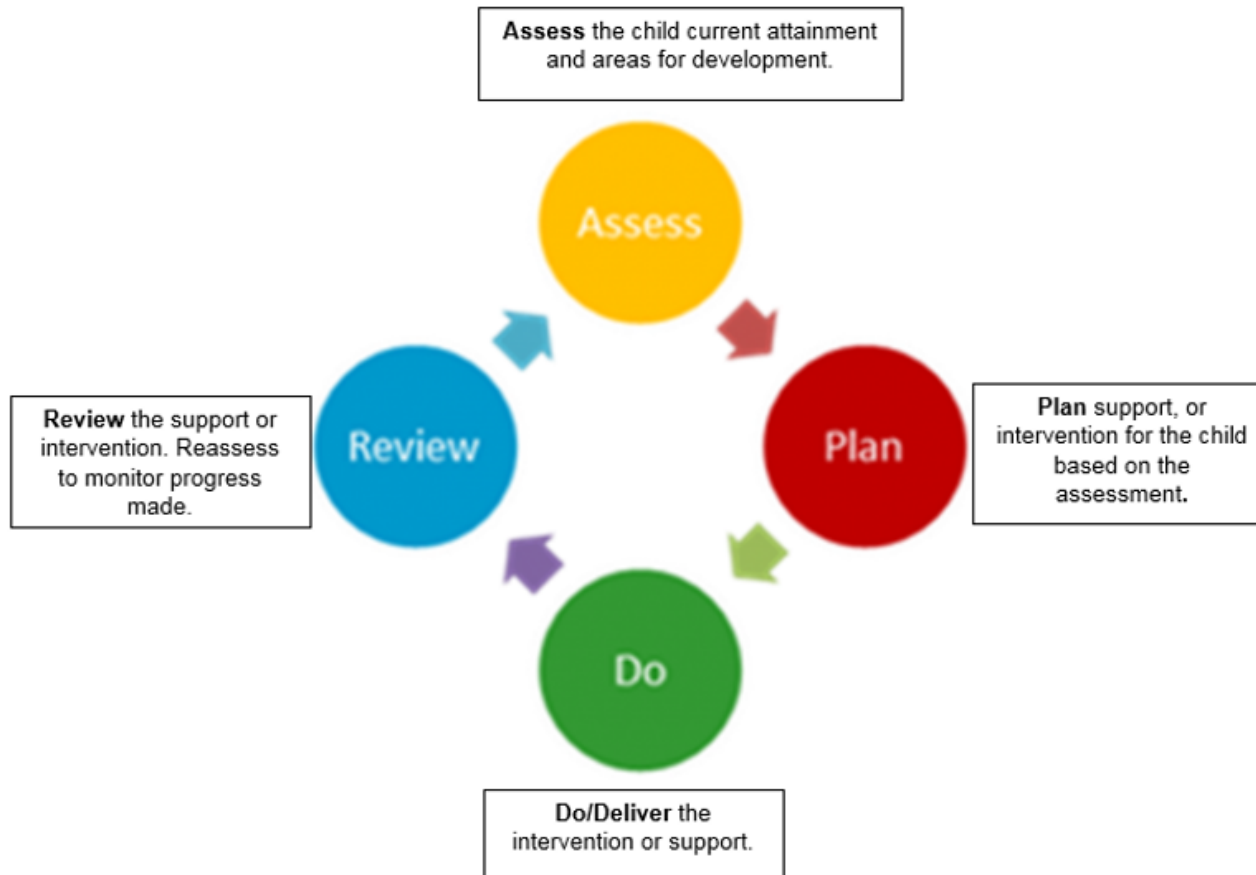 Assess the child current attainment
and areas for development.
Assess
Review the support or
intervention. Reassess
to monitor progress
made.
Review
Plan
Plan support, or
intervention for the child
based on the
assessment.
Do
Do/Deliver the
intervention or support.